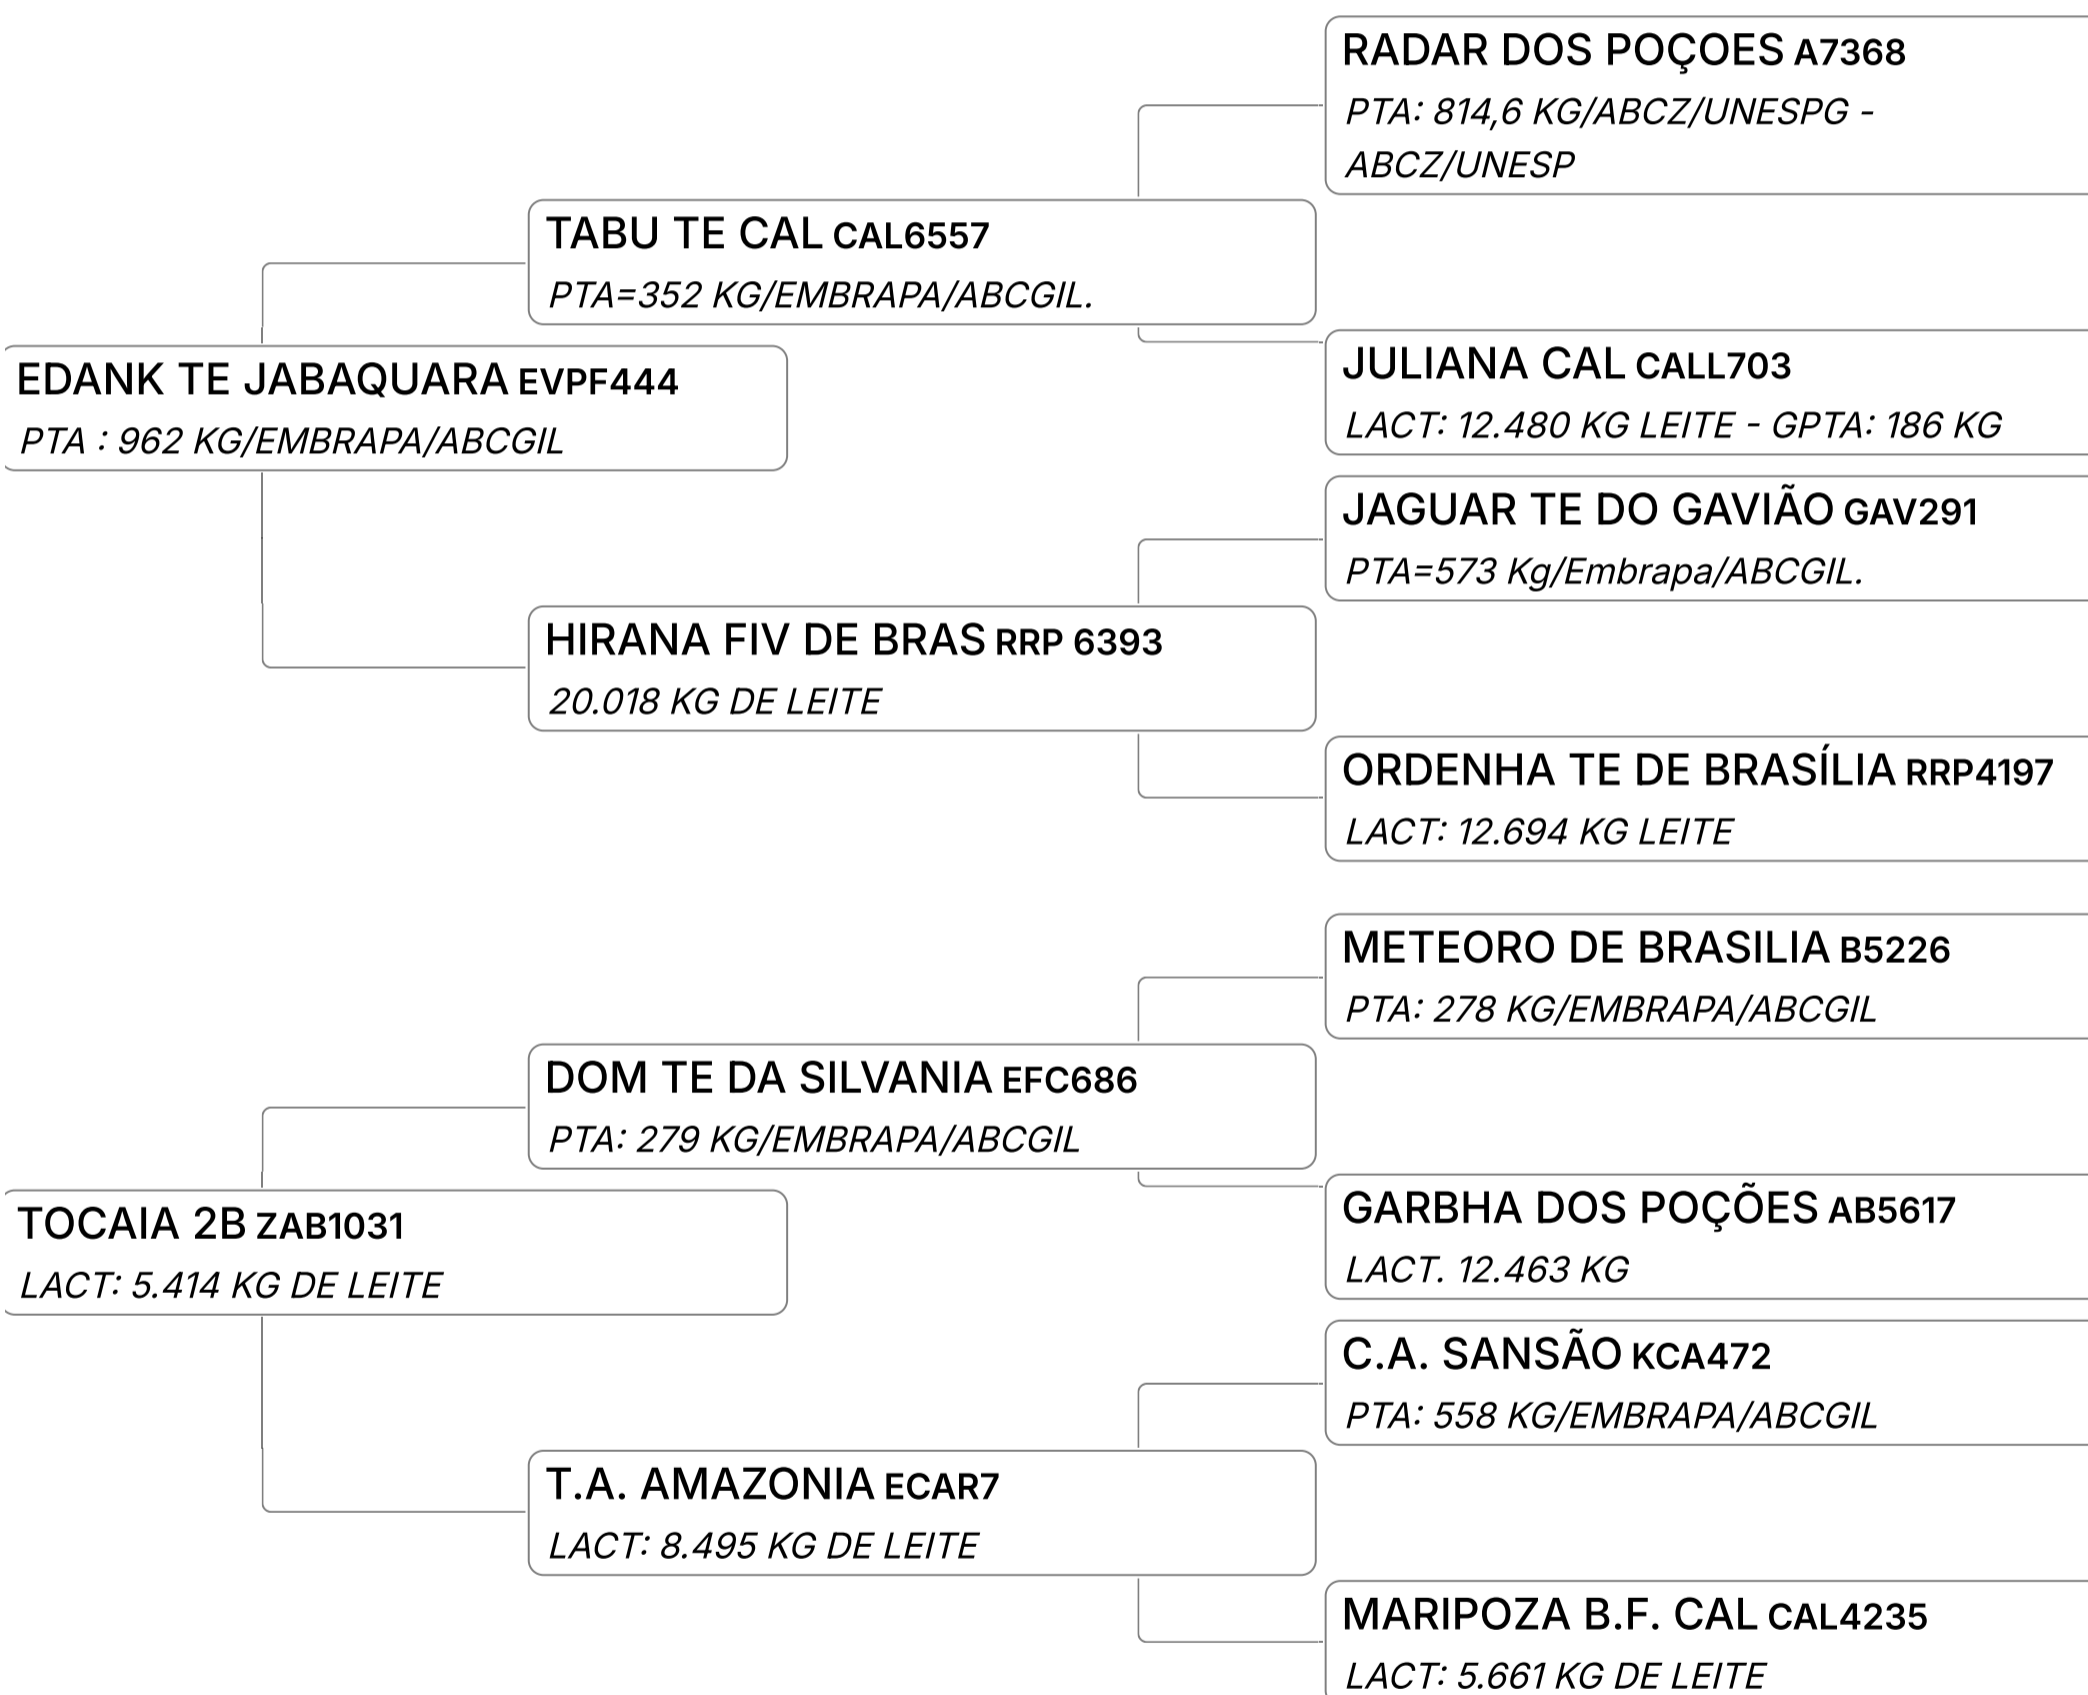 RADAR DOS POÇOES A7368
PTA: 814,6 KG/ABCZ/UNESPG -
ABCZ/UNESP
TABU TE CAL CAL6557
PTA=352 KG/EMBRAPA/ABCGIL.
JULIANA CAL CALL703
LACT: 12.480 KG LEITE - GPTA: 186 KG
EDANK TE JABAQUARA EVPF444
PTA : 962 KG/EMBRAPA/ABCGIL
JAGUAR TE DO GAVIÃO GAV291
PTA=573 Kg/Embrapa/ABCGIL.
HIRANA FIV DE BRAS RRP 6393
20.018 KG DE LEITE
ORDENHA TE DE BRASÍLIA RRP4197
LACT: 12.694 KG LEITE
METEORO DE BRASILIA B5226
PTA: 278 KG/EMBRAPA/ABCGIL
DOM TE DA SILVANIA EFC686
PTA: 279 KG/EMBRAPA/ABCGIL
GARBHA DOS POÇÕES AB5617
LACT. 12.463 KG
TOCAIA 2B ZAB1031
LACT: 5.414 KG DE LEITE
C.A. SANSÃO KCA472
PTA: 558 KG/EMBRAPA/ABCGIL
T.A. AMAZONIA ECAR7
LACT: 8.495 KG DE LEITE
MARIPOZA B.F. CAL CAL4235
LACT: 5.661 KG DE LEITE